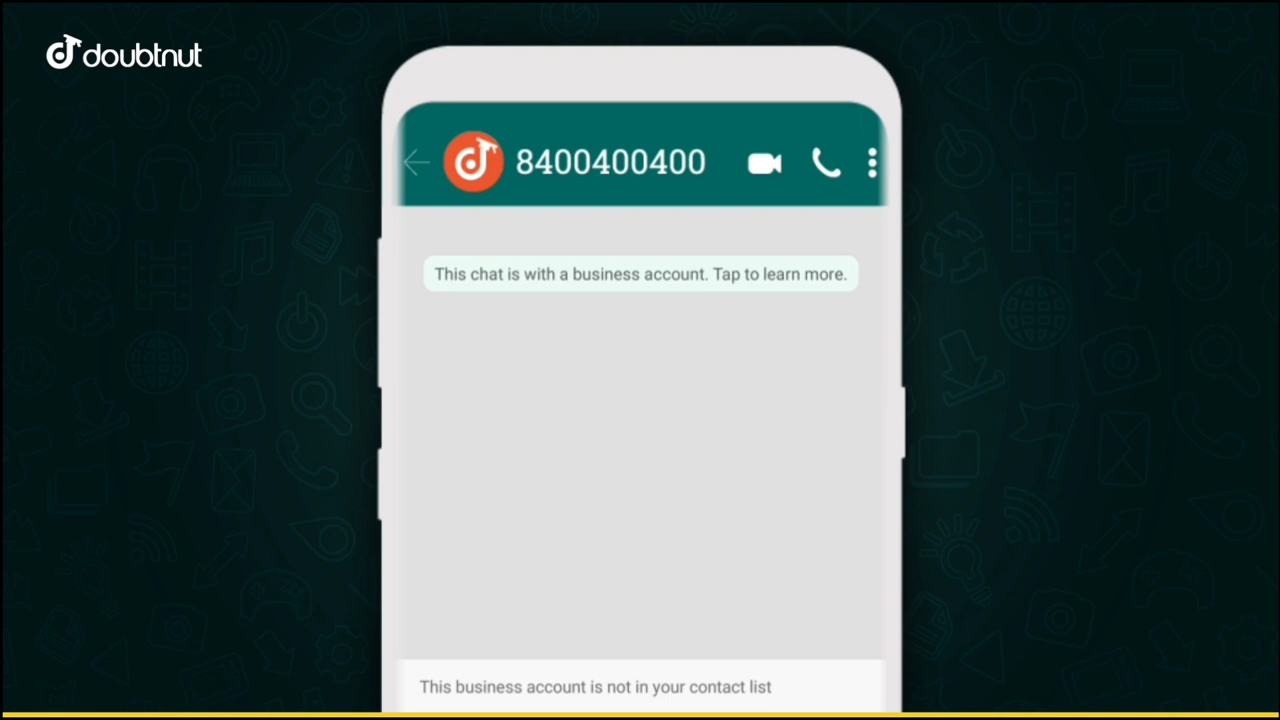 doubtnut
8400400400
This chat is with a business account. Tap to learn more.
This business account is not in your contact list